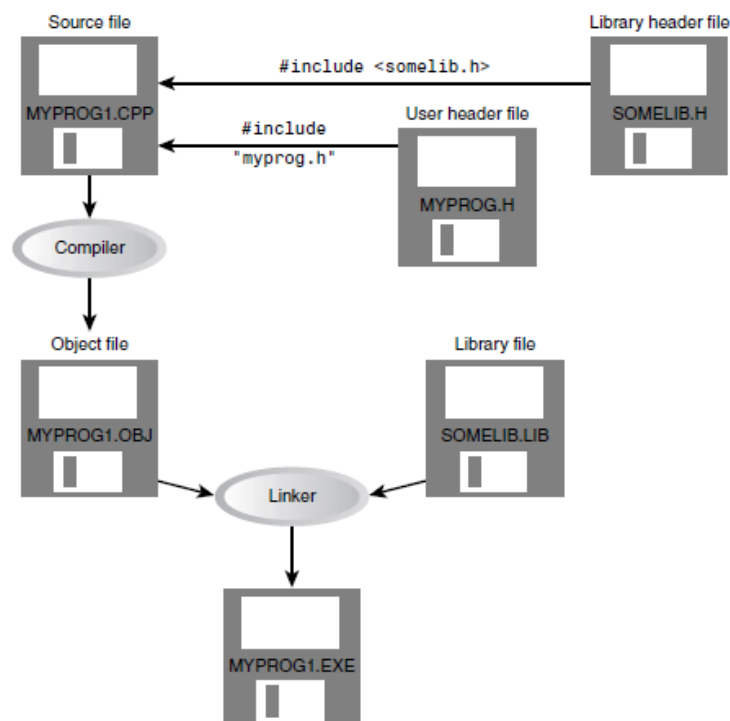 Source file
Library header file
#include <somelib.h>
MYPROG1.CPP
SOMELIB.H
User header file
#include
"myprog.h"
MYPROG.H
Compiler
Object file
Library file
MYPROG1.OBJ
SOMELIB.LIB
Linker
MYPROG1.EXE